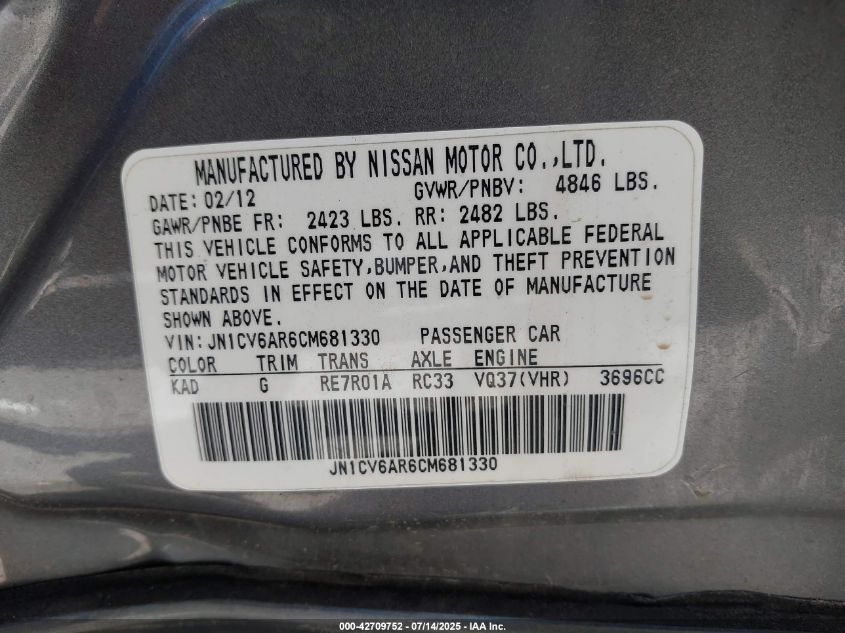 MANUFACTURED BY NISSAN MOTOR CO.,LTD.
DATE: 02/12 GVWR/PNBV: 4846 LBS.
GAWR/PNBE FR: 2423 LBS. RR: 2482 LBS.
THIS VEHICLE CONFORMS TO ALL APPLICABLE FEDERAL
MOTOR VEHICLE SAFETY,BUMPER,AND THEFT PREVENTION
STANDARDS IN EFFECT ON THE DATE OF MANUFACTURE
SHOWN ABOVE.
VIN: JN1CV6AR6CM681330 PASSENGER CAR
COLOR TRIM TRANS AXLE ENGINE
KAD G RE7R01A RC33 VQ37(VHR) 3696CC
JN1CV6AR6CM681330
000-42709752 - 07/14/2025 - IAA Inc.